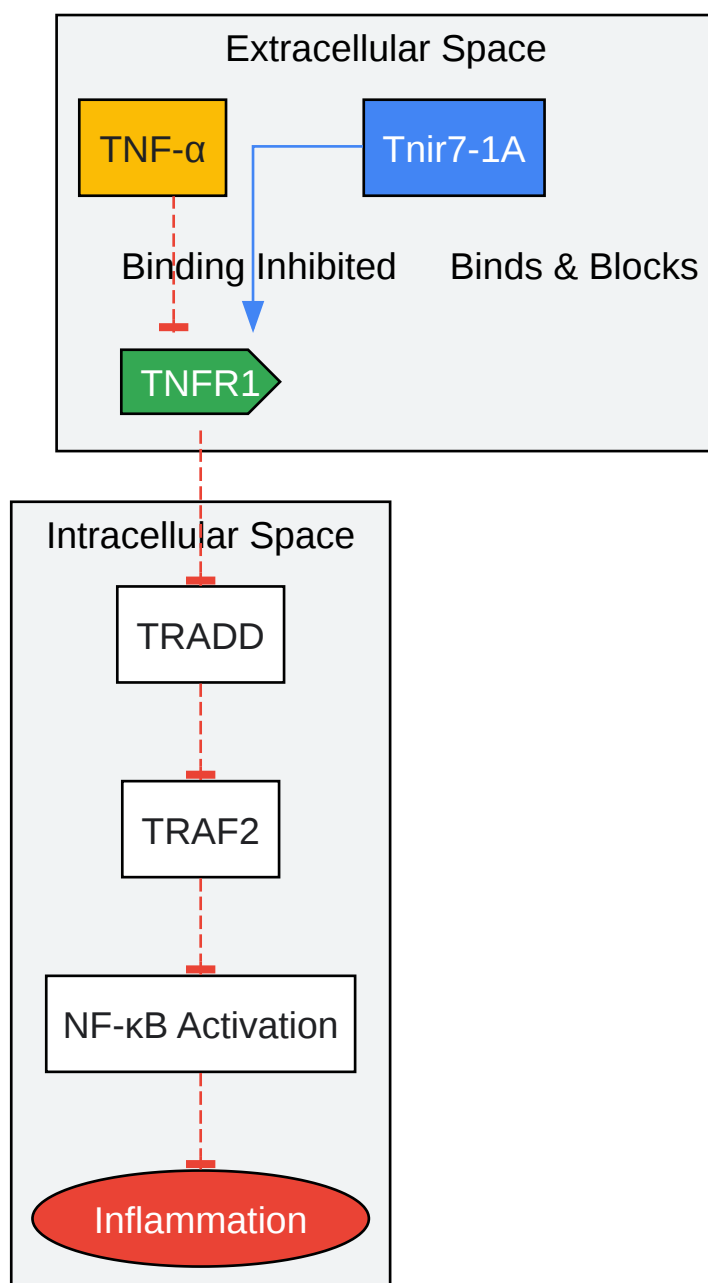 Extracellular Space
TNF-α
Tnir7-1A
Binding Inhibited
Binds & Blocks
TNFR1
Intracellular Space
TRADD
TRAF2
NF-κB Activation
Inflammation